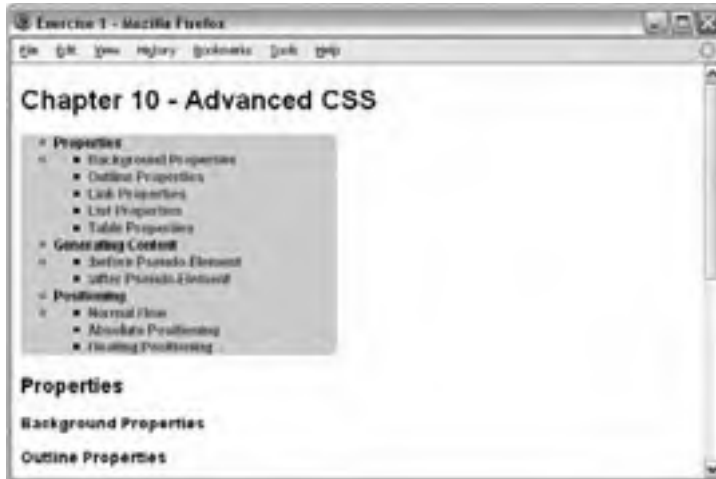 Exercise 1 - Mozilla Firefox
File Edit View History Bookmarks Tools Help
Chapter 10 - Advanced CSS
Properties
Background Properties
Outline Properties
Link Properties
List Properties
Table Properties
Generating Content
:before Pseudo-Element
:after Pseudo-Element
Positioning
Normal Flow
Absolute Positioning
Floating Positioning
Properties
Background Properties
Outline Properties